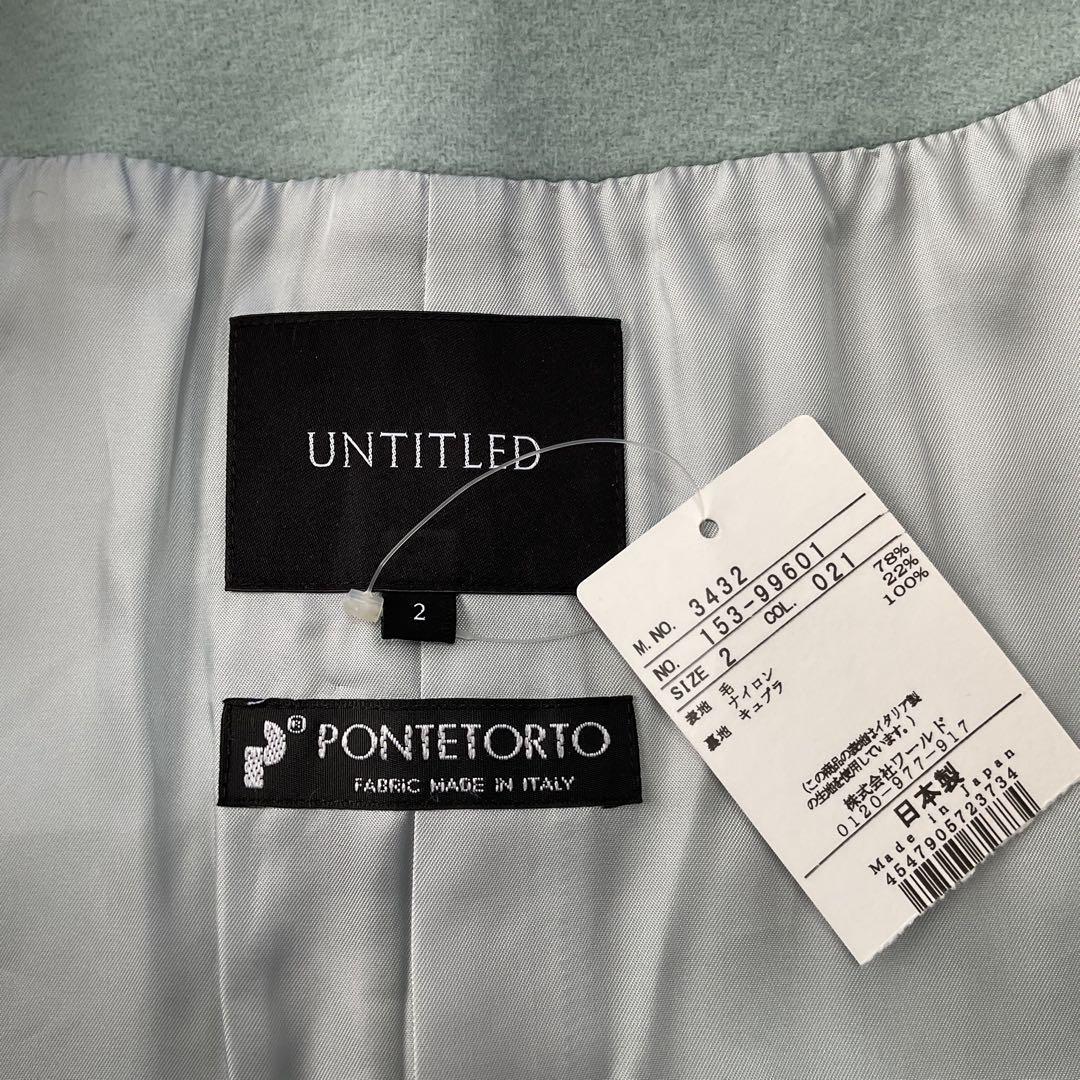 UNTITLED
2
PONTETORTO
FABRIC MADE IN ITALY
M.NO. 3432
NO. 153-99601
SIZE 2 COL. 021
表地 毛 78%
ナイロン 22%
裏地 キュプラ 100%
(この商品の表地はイタリア製
の生地を使用しています。)
株式会社ワールド
0120-977-917
日本製
Made in Japan
4547905723734